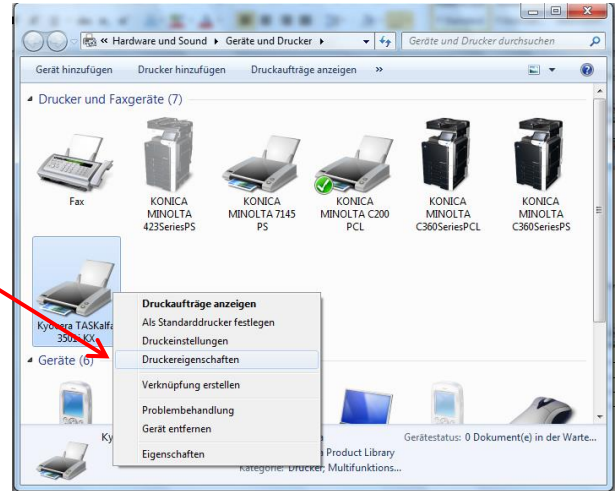 « Hardware und Sound ▸ Geräte und Drucker ▸
Geräte und Drucker durchsuchen
Gerät hinzufügen Drucker hinzufügen Druckaufträge anzeigen »
Drucker und Faxgeräte (7)
Fax
KONICA
MINOLTA
423SeriesPS
KONICA
MINOLTA 7145
PS
KONICA
MINOLTA C200
PCL
KONICA
MINOLTA
C360SeriesPCL
KONICA
MINOLTA
C360SeriesPS
Kyocera TASKalfa
3501i KX
Druckaufträge anzeigen
Als Standarddrucker festlegen
Druckeinstellungen
Druckereigenschaften
Verknüpfung erstellen
Problembehandlung
Gerät entfernen
Eigenschaften
Geräte (6)
Ky
Gerätestatus: 0 Dokument(e) in der Warte...
Product Library
Kategorie: Drucker; Multifunktions...